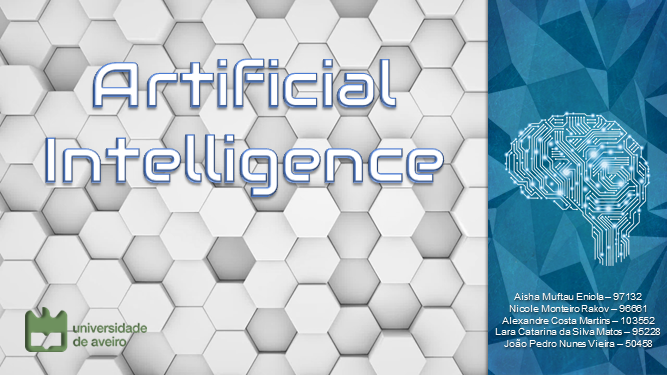 Artificial
Intelligence
universidade
de aveiro
Aisha Muftau Eniola – 97132
Nicole Monteiro Rakov – 96661
Alexandre Costa Martins – 103552
Lara Catarina da Silva Matos – 95228
João Pedro Nunes Vieira – 50458